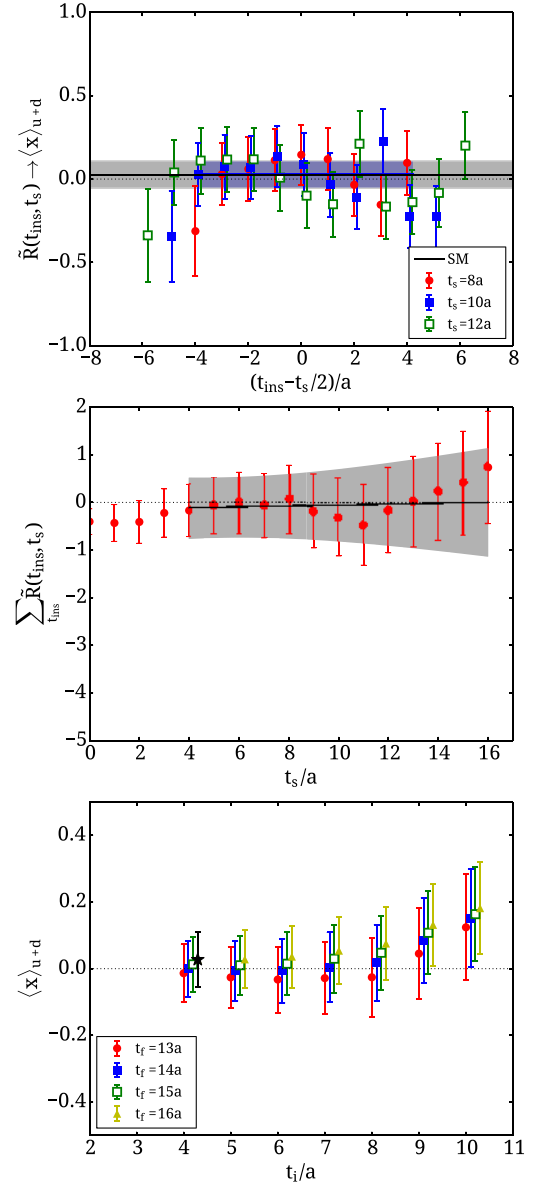 1.0
0.5
0.0
−0.5
−1.0
R̃(t_ins, t_s) → ⟨x⟩_u+d
SM
t_s=8a
t_s=10a
t_s=12a
−8 −6 −4 −2 0 2 4 6 8
(t_ins−t_s/2)/a
2
1
0
−1
−2
−3
−4
−5
∑_t_ins R̃(t_ins, t_s)
0 2 4 6 8 10 12 14 16
t_s/a
0.4
0.2
0.0
−0.2
−0.4
⟨x⟩_u+d
t_f=13a
t_f=14a
t_f=15a
t_f=16a
2 3 4 5 6 7 8 9 10 11
t_i/a